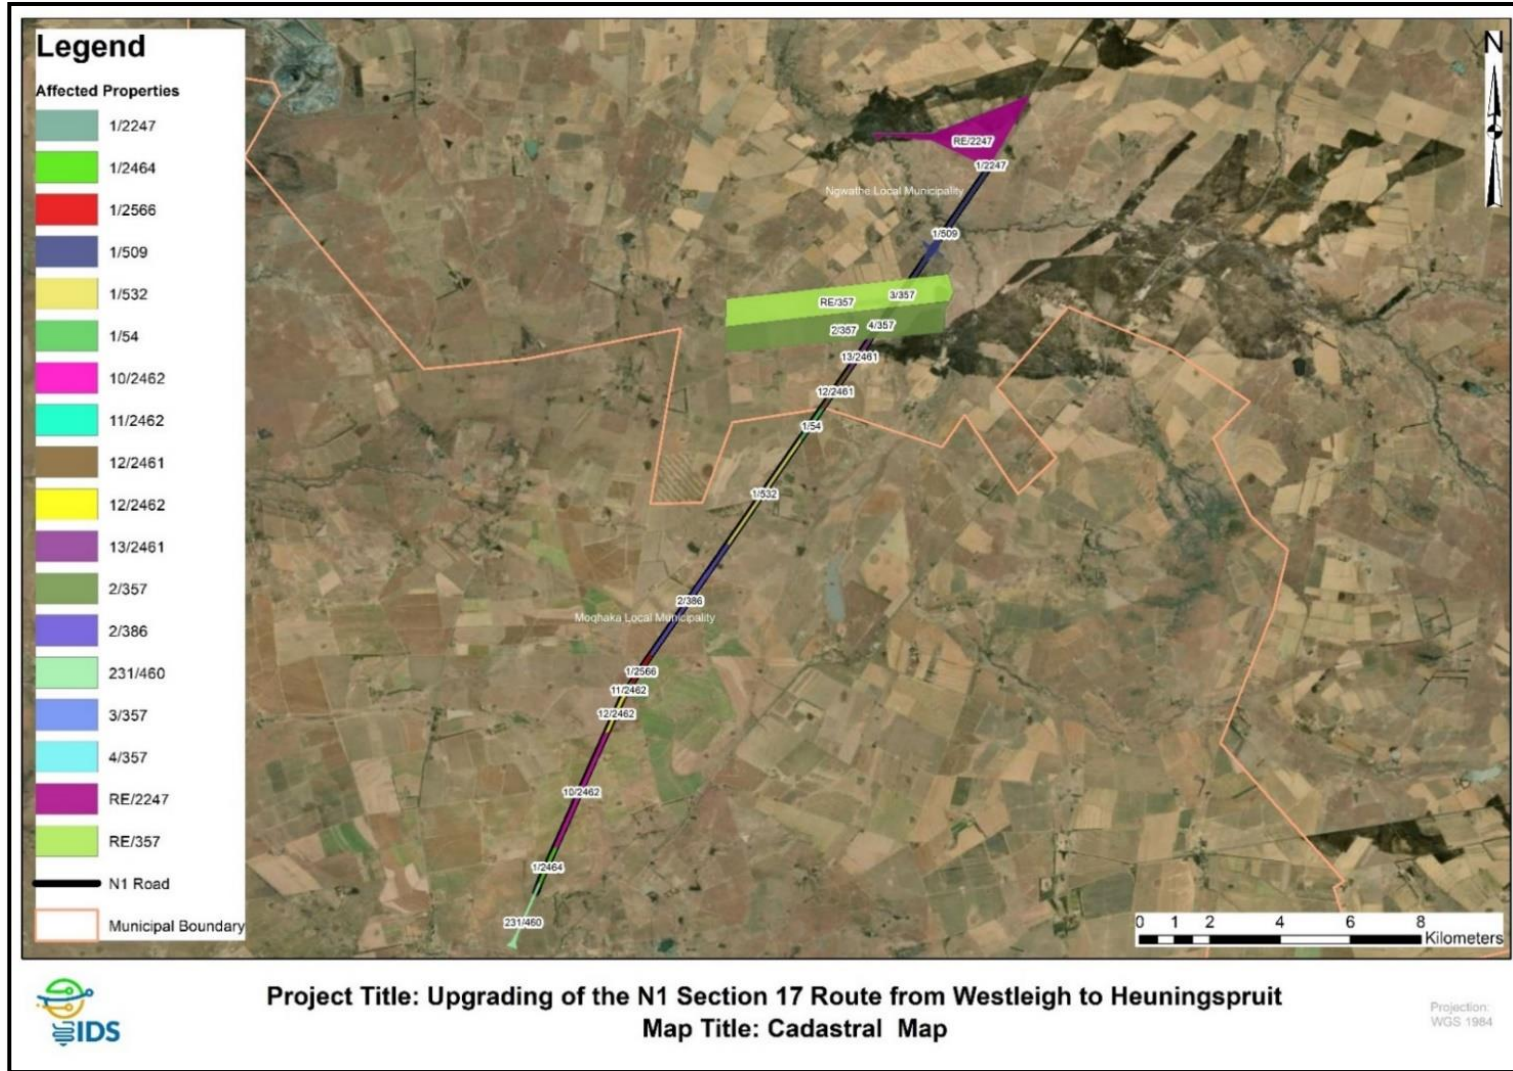 Legend
Affected Properties
1/2247
1/2464
1/2566
1/509
1/532
1/54
10/2462
11/2462
12/2461
12/2462
13/2461
2/357
2/386
231/460
3/357
4/357
RE/2247
RE/357
N1 Road
Municipal Boundary
N
RE/2247
1/2247
Ngwathe Local Municipality
1/509
3/357
RE/357
4/357
2/357
13/2461
12/2461
1/54
1/532
2/386
Moqhaka Local Municipality
1/2566
11/2462
12/2462
10/2462
1/2464
231/460
0 1 2 4 6 8
Kilometers
IDS
Project Title: Upgrading of the N1 Section 17 Route from Westleigh to Heuningspruit
Map Title: Cadastral Map
Projection:
WGS 1984